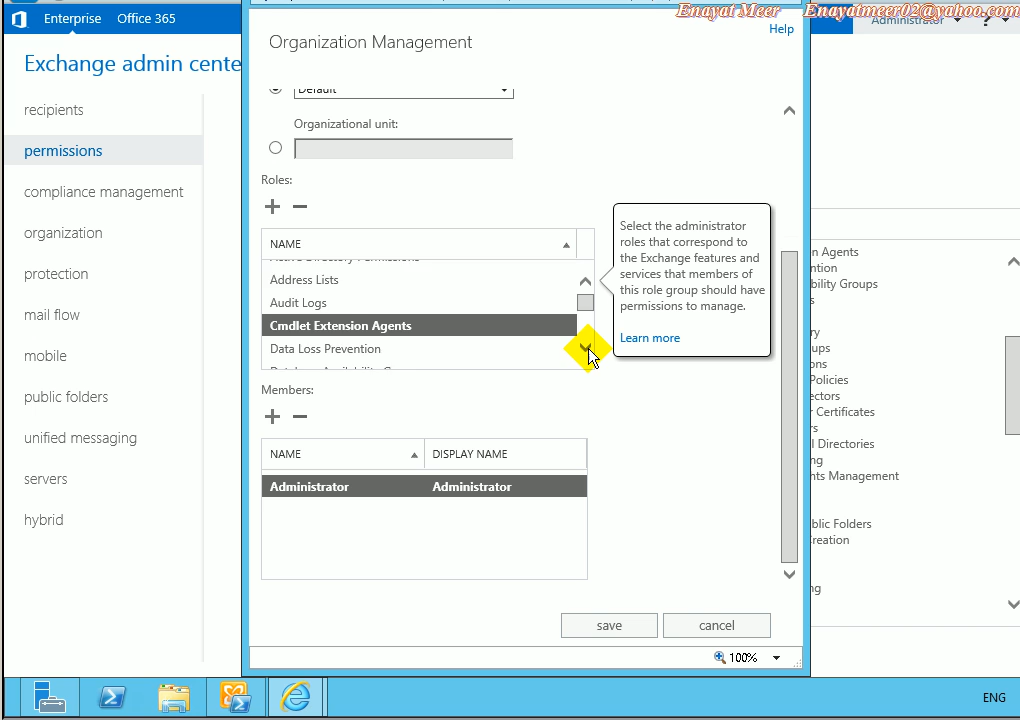 Enayat Meer Enayatmeer02@yahoo.com
Enterprise Office 365
Administrator ?
Exchange admin cente
recipients
permissions
compliance management
organization
protection
mail flow
mobile
public folders
unified messaging
servers
hybrid
Help
Organization Management
Default
Organizational unit:
Roles:
NAME
Active Directory Permissions
Address Lists
Audit Logs
Cmdlet Extension Agents
Data Loss Prevention
Select the administrator
roles that correspond to
the Exchange features and
services that members of
this role group should have
permissions to manage.
Learn more
Members:
NAME DISPLAY NAME
Administrator Administrator
save cancel
100%
n Agents
ntion
bility Groups
s
ry
ups
ons
Policies
ectors
r Certificates
rs
l Directories
ng
nts Management
blic Folders
reation
ng
ENG